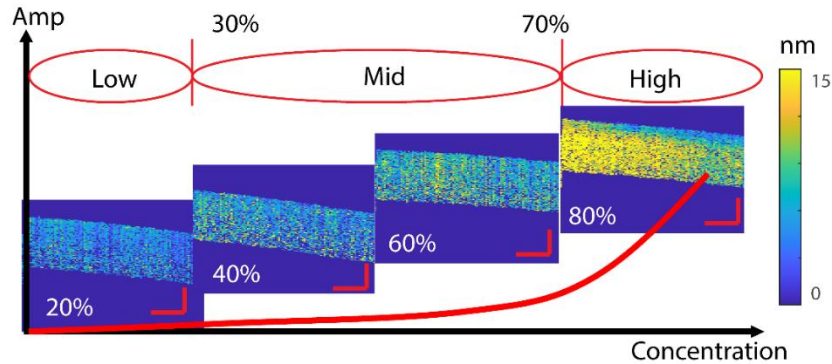 Amp
30%
70%
nm
Low
Mid
High
15
20%
40%
60%
80%
0
Concentration